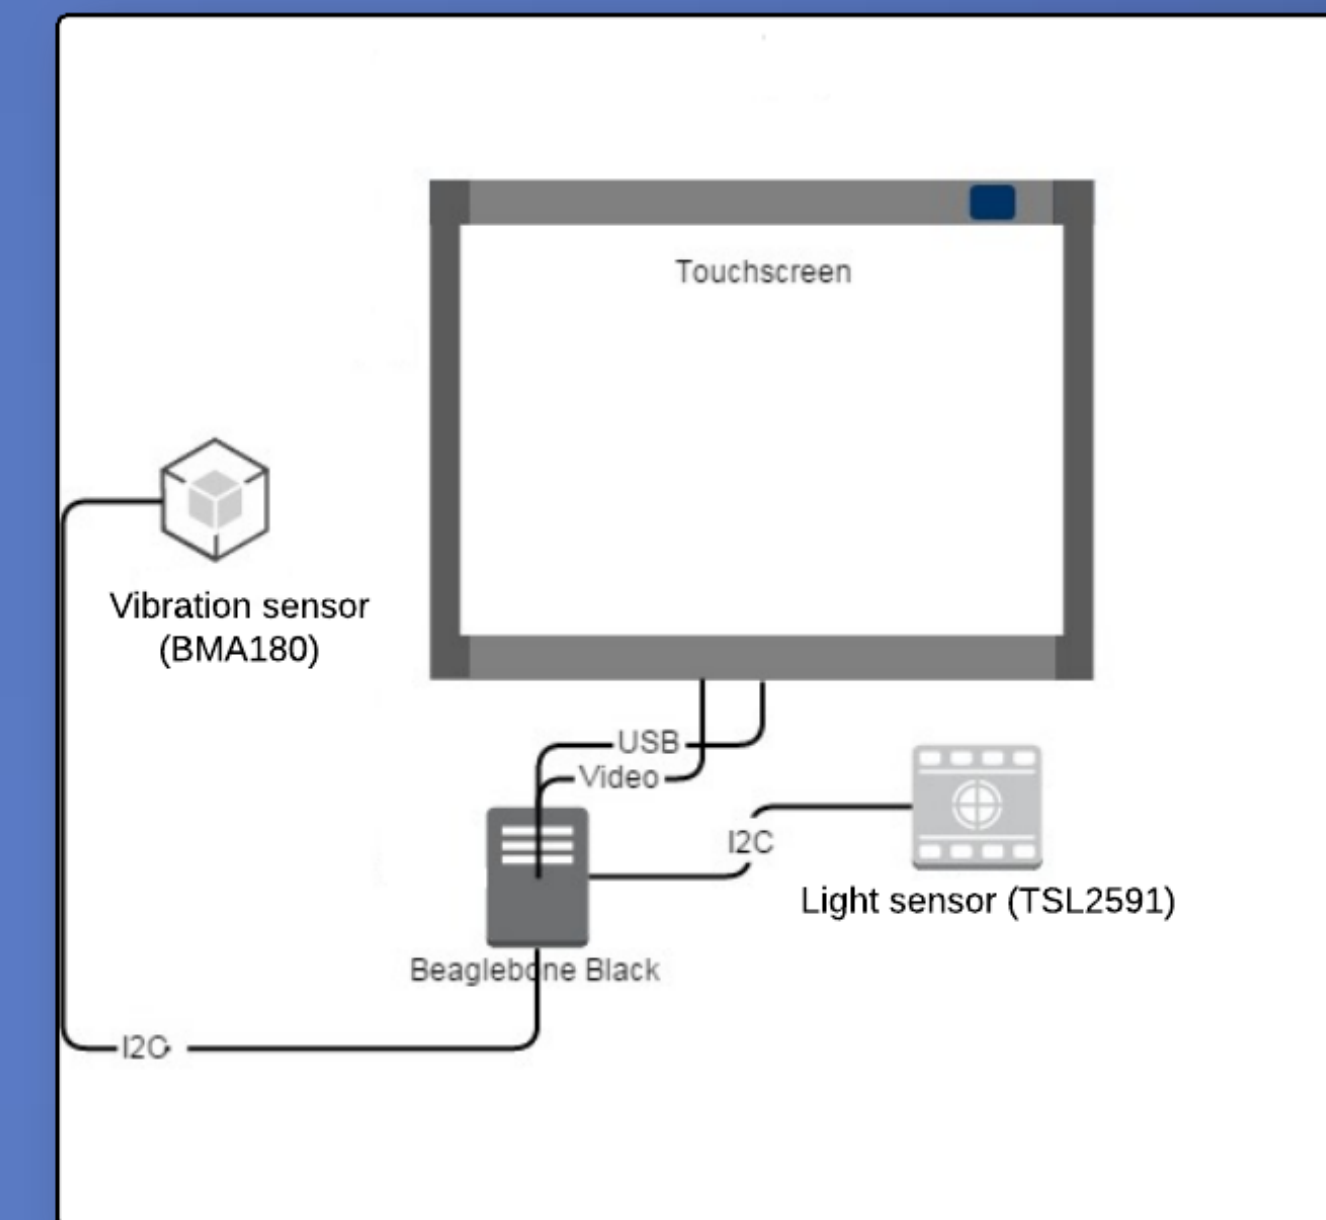 Touchscreen
Vibration sensor
(BMA180)
USB
Video
I2C
Light sensor (TSL2591)
Beaglebone Black
I2C